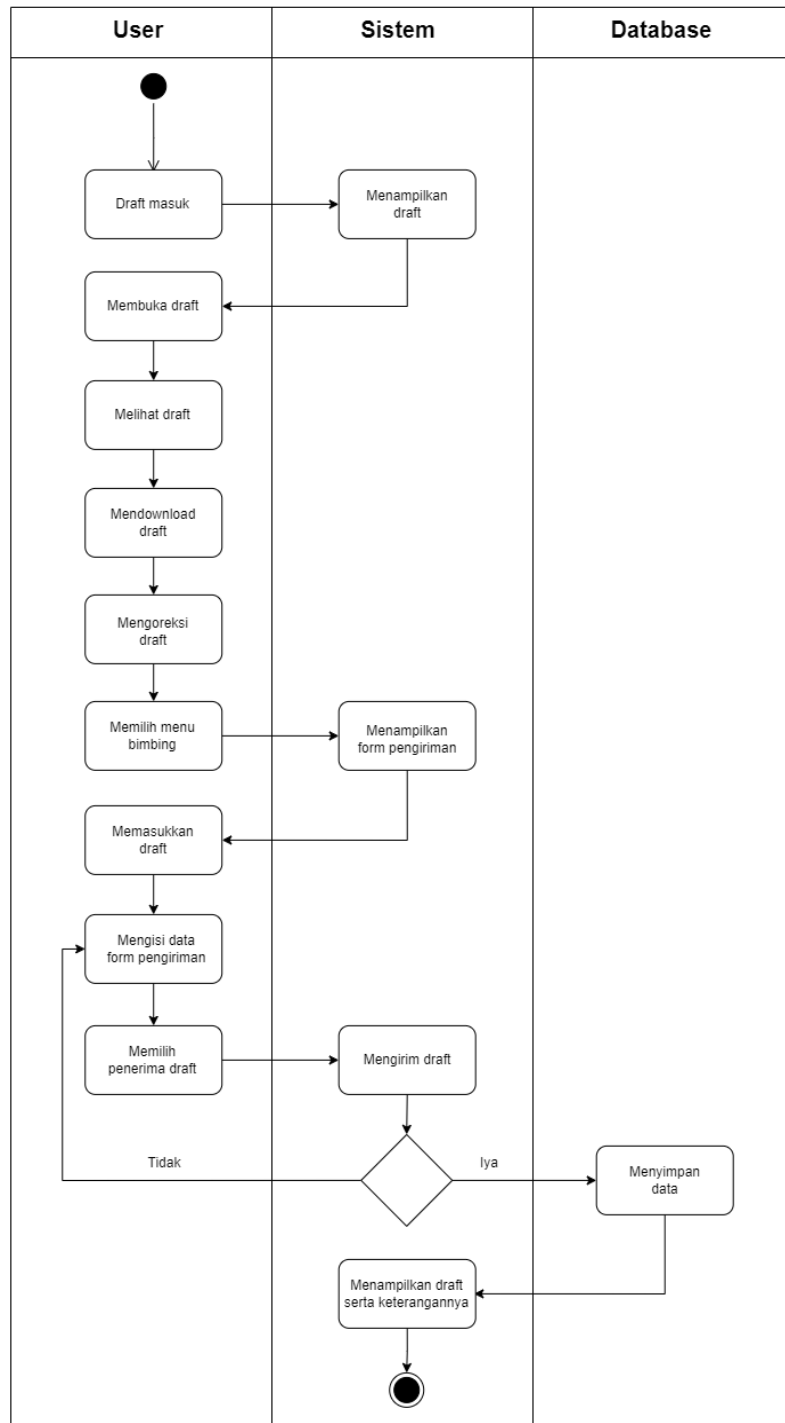 User
Sistem
Database
Draft masuk
Menampilkan
draft
Membuka draft
Melihat draft
Mendownload
draft
Mengoreksi
draft
Memilih menu
bimbing
Menampilkan
form pengiriman
Memasukkan
draft
Mengisi data
form pengiriman
Memilih
penerima draft
Mengirim draft
Tidak
Iya
Menyimpan
data
Menampilkan draft
serta keterangannya